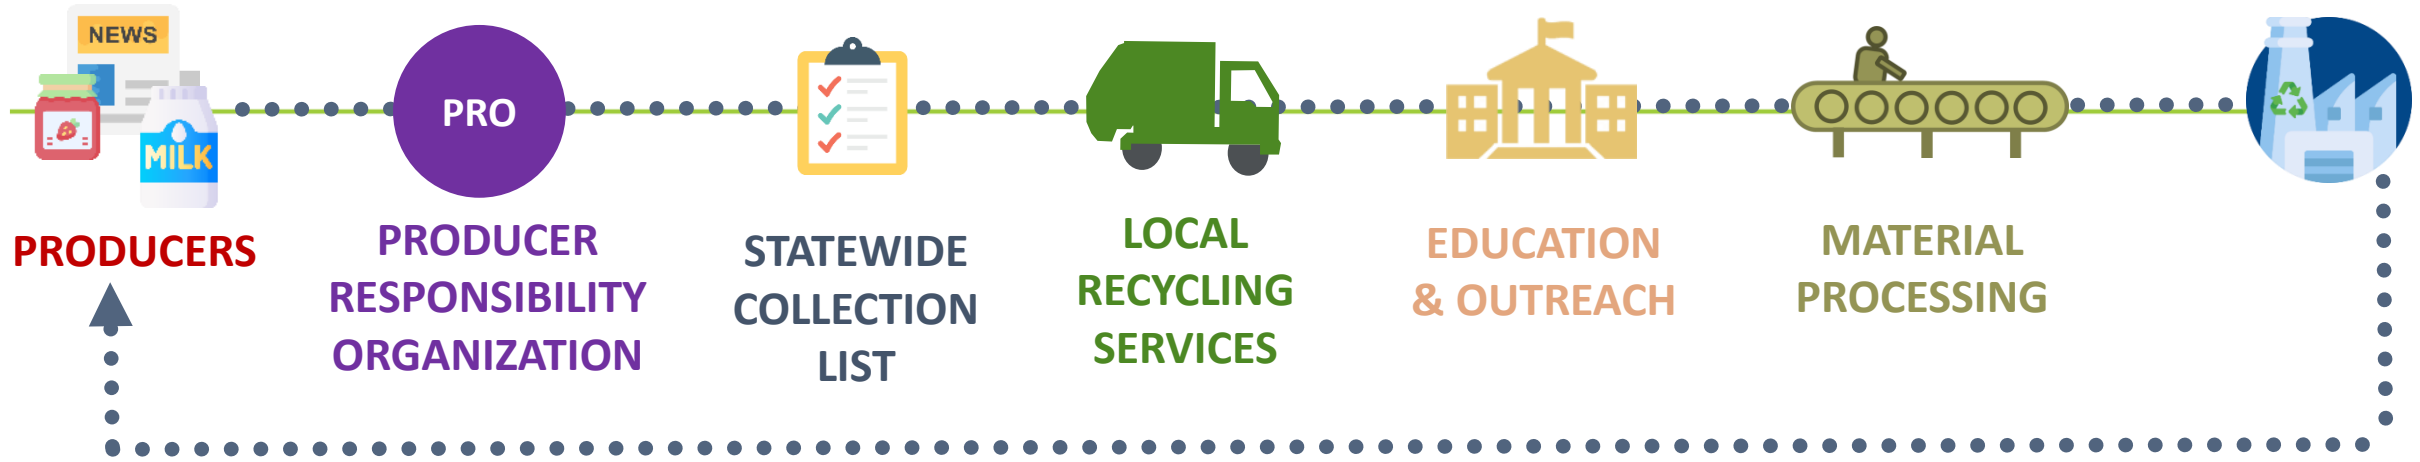 NEWS
MILK
PRODUCERS
PRO
PRODUCER
RESPONSIBILITY
ORGANIZATION
STATEWIDE
COLLECTION
LIST
LOCAL
RECYCLING
SERVICES
EDUCATION
& OUTREACH
MATERIAL
PROCESSING